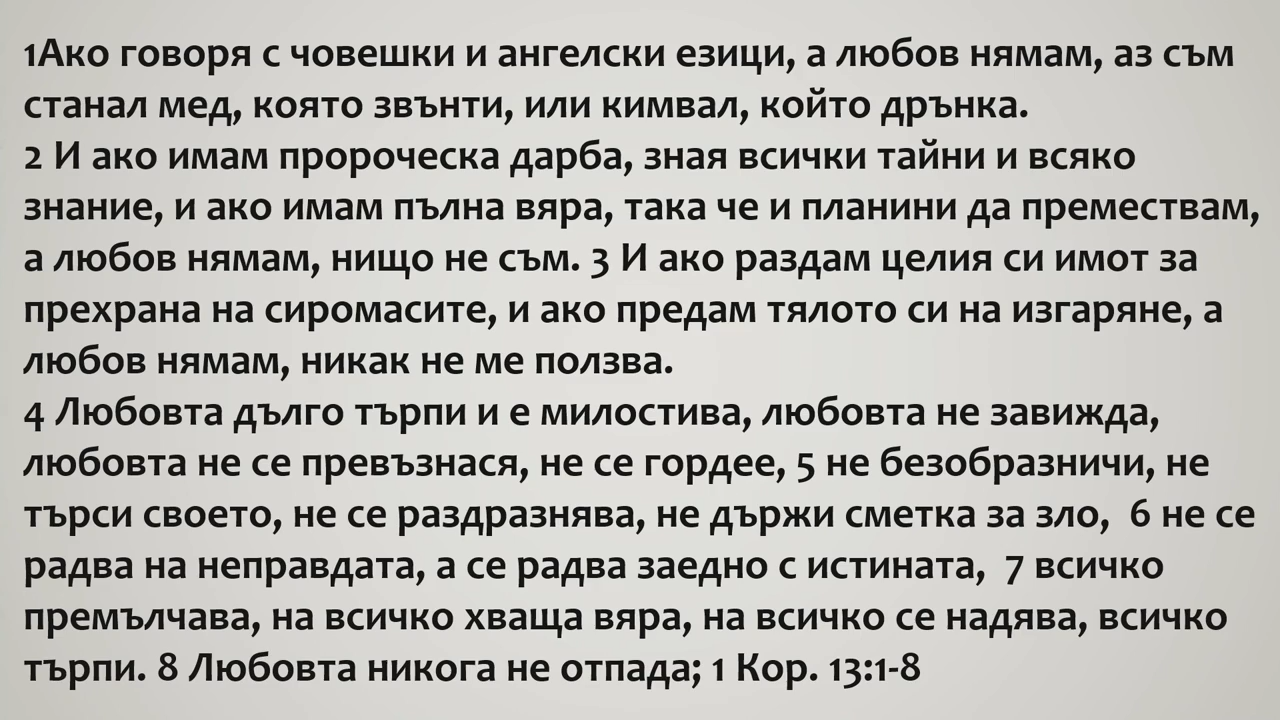 1Ако говоря с човешки и ангелски езици, а любов нямам, аз съм
станал мед, която звънти, или кимвал, който дрънка.
2 И ако имам пророческа дарба, зная всички тайни и всяко
знание, и ако имам пълна вяра, така че и планини да премествам,
а любов нямам, нищо не съм. 3 И ако раздам целия си имот за
прехрана на сиромасите, и ако предам тялото си на изгаряне, а
любов нямам, никак не ме ползва.
4 Любовта дълго търпи и е милостива, любовта не завижда,
любовта не се превъзнася, не се гордее, 5 не безобразничи, не
търси своето, не се раздразнява, не държи сметка за зло,  6 не се
радва на неправдата, а се радва заедно с истината,  7 всичко
премълчава, на всичко хваща вяра, на всичко се надява, всичко
търпи. 8 Любовта никога не отпада; 1 Кор. 13:1-8